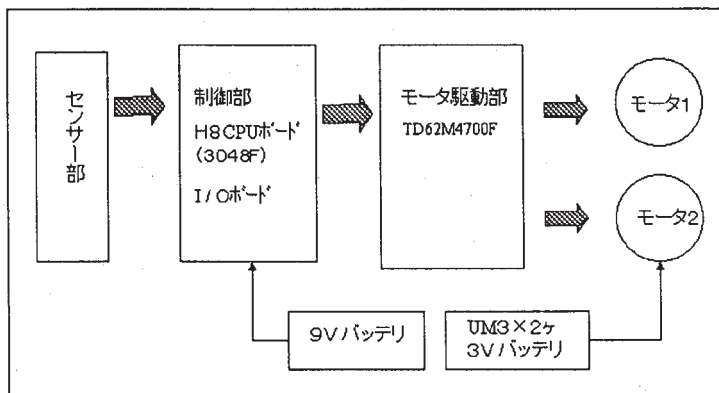 センサー部
制御部
H8CPUボード
(3048F)
I/Oボード
モータ駆動部
TD62M4700F
モータ1
モータ2
9Vバッテリ
UM3×2ヶ
3Vバッテリ